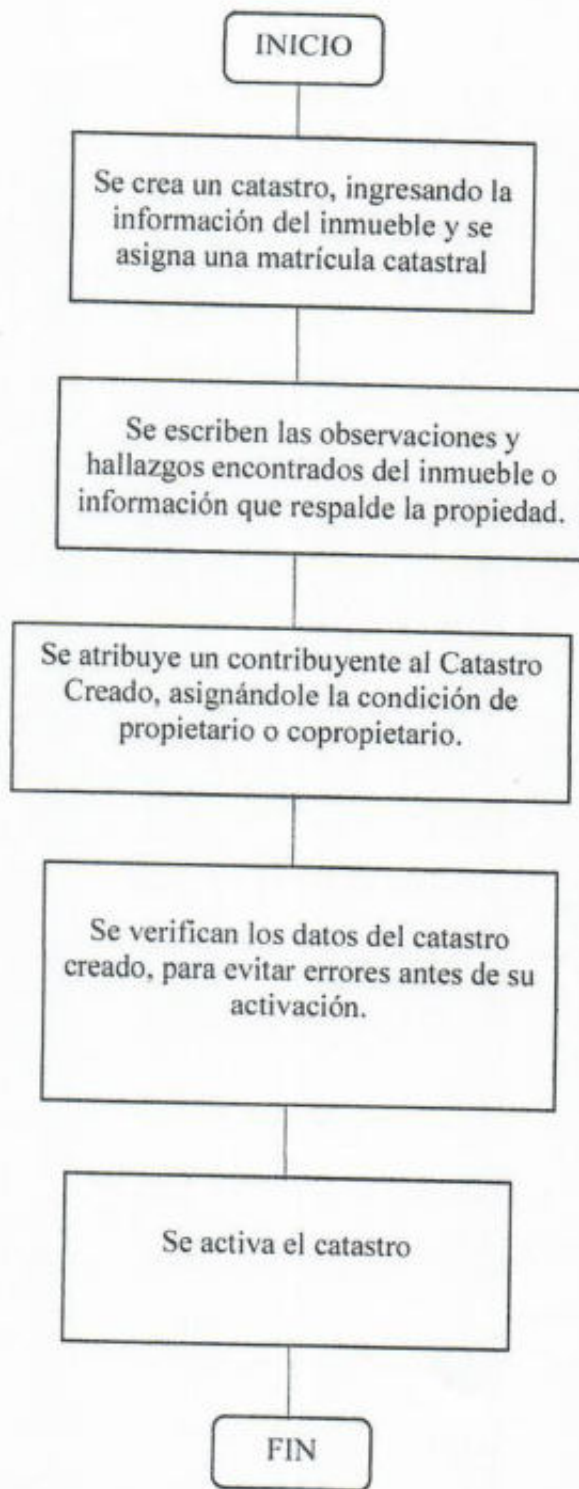 INICIO
Se crea un catastro, ingresando la
información del inmueble y se
asigna una matrícula catastral
Se escriben las observaciones y
hallazgos encontrados del inmueble o
información que respalde la propiedad.
Se atribuye un contribuyente al Catastro
Creado, asignándole la condición de
propietario o copropietario.
Se verifican los datos del catastro
creado, para evitar errores antes de su
activación.
Se activa el catastro
FIN